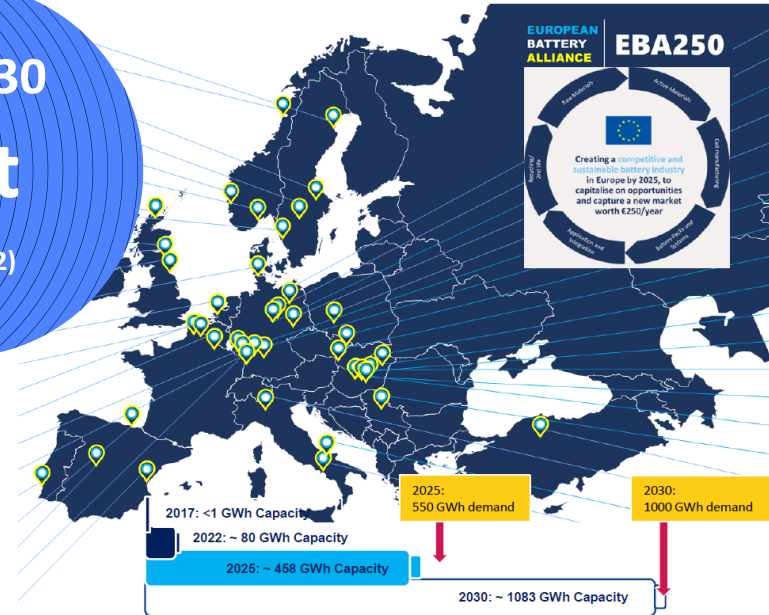 30
t
2)
EUROPEAN
BATTERY
ALLIANCE
EBA250
Raw Materials
Active Materials
Cell manufacturing
Battery Packs and
Systems
Application and
Integration
Recycling/
2nd life
Creating a competitive and
sustainable battery industry
in Europe by 2025, to
capitalise on opportunities
and capture a new market
worth €250/year
2025:
550 GWh demand
2030:
1000 GWh demand
2017: <1 GWh Capacity
2022: ~ 80 GWh Capacity
2025: ~ 458 GWh Capacity
2030: ~ 1083 GWh Capacity